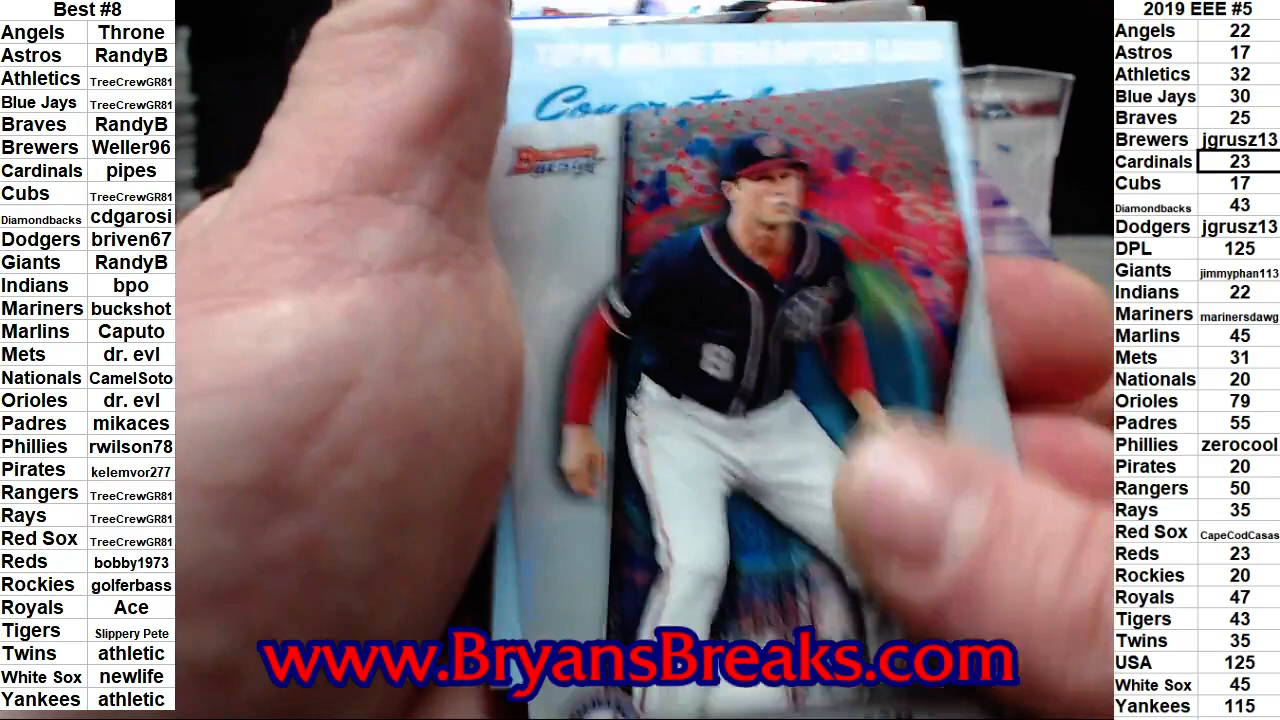 Best #8
Angels Throne
Astros RandyB
Athletics TreeCrewGR81
Blue Jays TreeCrewGR81
Braves RandyB
Brewers Weller96
Cardinals pipes
Cubs TreeCrewGR81
Diamondbacks cdgarosi
Dodgers briven67
Giants RandyB
Indians bpo
Mariners buckshot
Marlins Caputo
Mets dr. evl
Nationals CamelSoto
Orioles dr. evl
Padres mikaces
Phillies rwilson78
Pirates kelemvor277
Rangers TreeCrewGR81
Rays TreeCrewGR81
Red Sox TreeCrewGR81
Reds bobby1973
Rockies golferbass
Royals Ace
Tigers Slippery Pete
Twins athletic
White Sox newlife
Yankees athletic
Bowman's Best
8
www.BryansBreaks.com
2019 EEE #5
Angels 22
Astros 17
Athletics 32
Blue Jays 30
Braves 25
Brewers jgrusz13
Cardinals 23
Cubs 17
Diamondbacks 43
Dodgers jgrusz13
DPL 125
Giants jimmyphan113
Indians 22
Mariners marinersdawg
Marlins 45
Mets 31
Nationals 20
Orioles 79
Padres 55
Phillies zerocool
Pirates 20
Rangers 50
Rays 35
Red Sox CapeCodCasas
Reds 23
Rockies 20
Royals 47
Tigers 43
Twins 35
USA 125
White Sox 45
Yankees 115